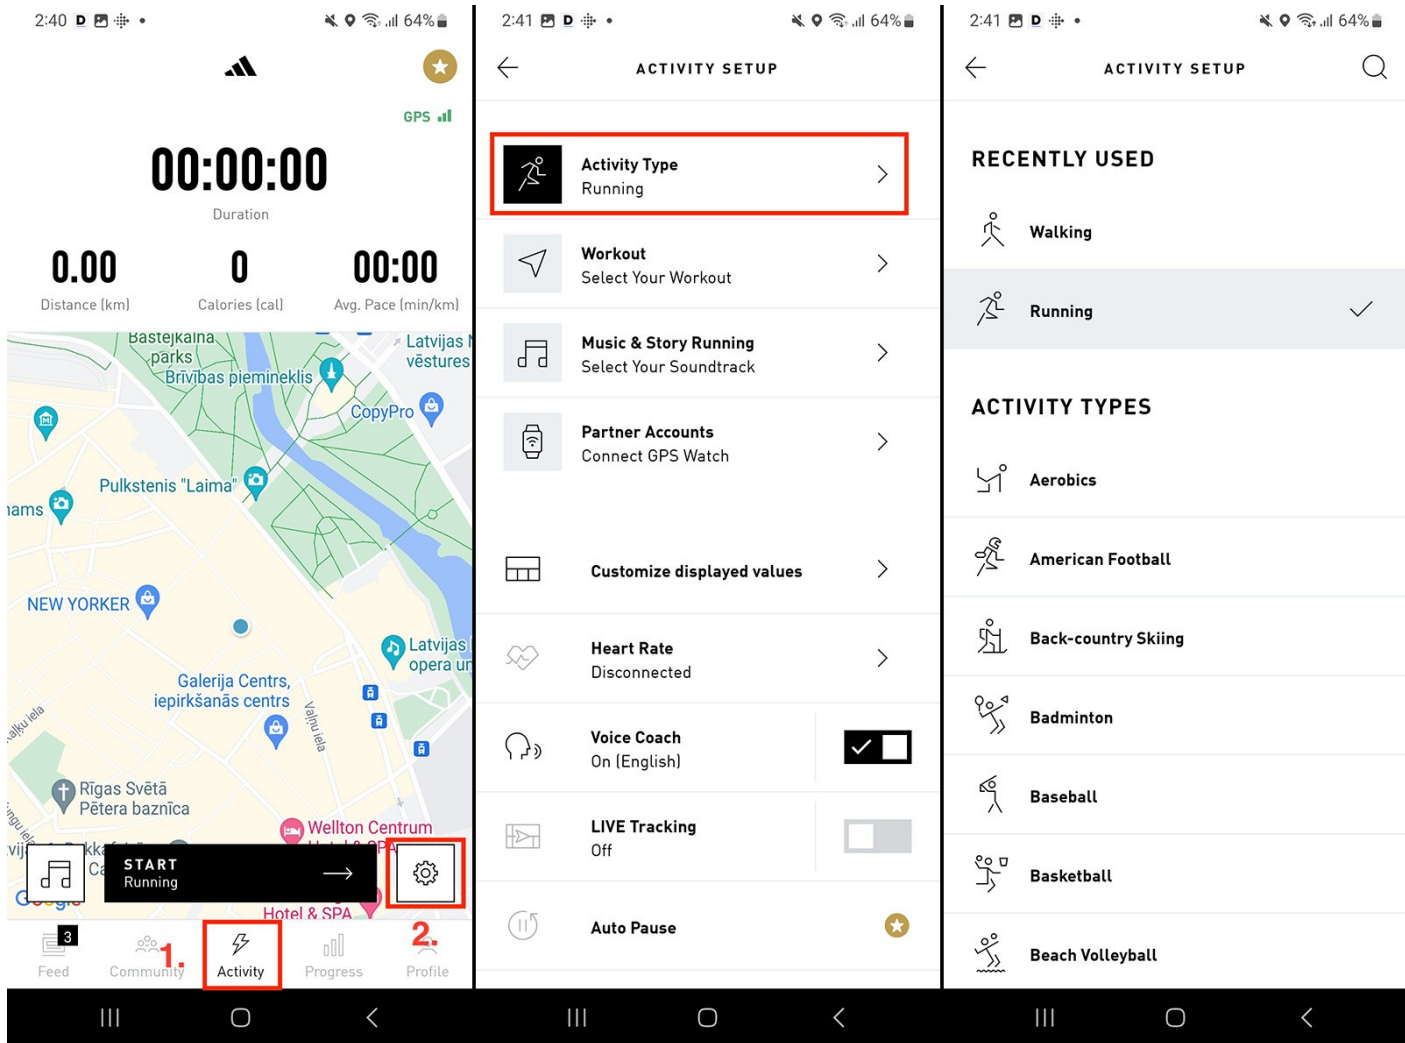 2:40
64%
GPS
00:00:00
Duration
0.00
0
00:00
Distance (km)
Calories (cal)
Avg. Pace (min/km)
Bastejkalna
parks
Latvijas
vēstures
Brīvības piemineklis
CopyPro
Pulkstenis "Laima"
NEW YORKER
Latvijas
opera un
Galerija Centrs,
iepirkšanās centrs
Vaļņu iela
Rīgas Svētā
Pētera baznīca
Wellton Centrum
START
Running
Hotel & SPA
3
1.
2.
Feed
Community
Activity
Progress
Profile
2:41
64%
ACTIVITY SETUP
Activity Type
Running
Workout
Select Your Workout
Music & Story Running
Select Your Soundtrack
Partner Accounts
Connect GPS Watch
Customize displayed values
Heart Rate
Disconnected
Voice Coach
On (English)
LIVE Tracking
Off
Auto Pause
2:41
64%
ACTIVITY SETUP
RECENTLY USED
Walking
Running
ACTIVITY TYPES
Aerobics
American Football
Back-country Skiing
Badminton
Baseball
Basketball
Beach Volleyball